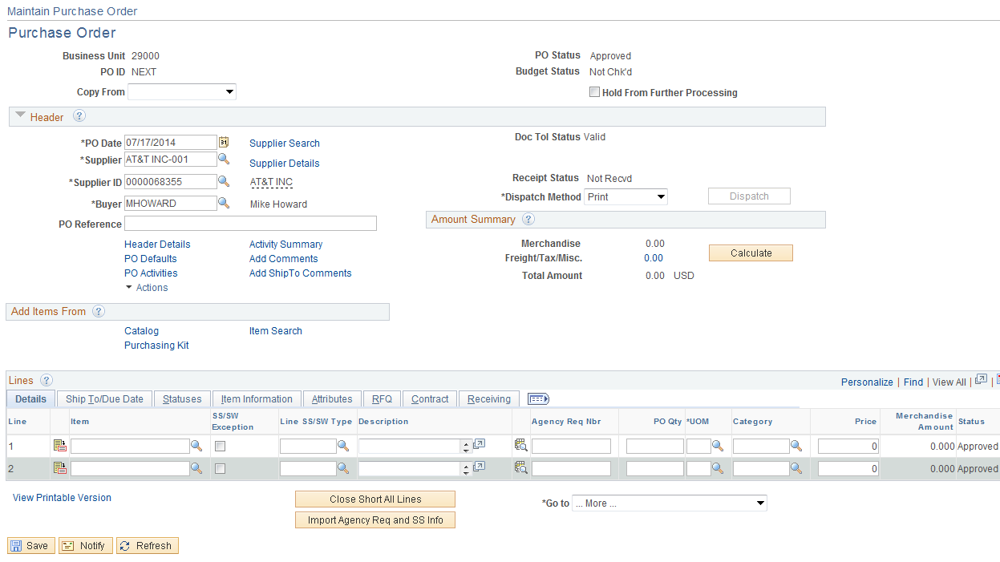 Maintain Purchase Order
Purchase Order
Business Unit 29000
PO Status Approved
PO ID NEXT
Budget Status Not Chk'd
Copy From
Hold From Further Processing
Header ?
*PO Date 07/17/2014 31 Supplier Search
Doc Tol Status Valid
*Supplier AT&T INC-001 Supplier Details
*Supplier ID 0000068355 AT&T INC
Receipt Status Not Recvd
*Buyer MHOWARD Mike Howard
*Dispatch Method Print Dispatch
PO Reference
Amount Summary ?
Header Details Activity Summary
Merchandise 0.00
PO Defaults Add Comments
Freight/Tax/Misc. 0.00 Calculate
PO Activities Add ShipTo Comments
Total Amount 0.00 USD
Actions
Add Items From ?
Catalog Item Search
Purchasing Kit
Lines ? Personalize | Find | View All | |
Details Ship To/Due Date Statuses Item Information Attributes RFQ Contract Receiving
Line Item SS/SW Exception Line SS/SW Type Description Agency Req Nbr PO Qty *UOM Category Price Merchandise Amount Status
1 0 0.000 Approved
2 0 0.000 Approved
View Printable Version Close Short All Lines *Go to ... More ...
Import Agency Req and SS Info
Save Notify Refresh